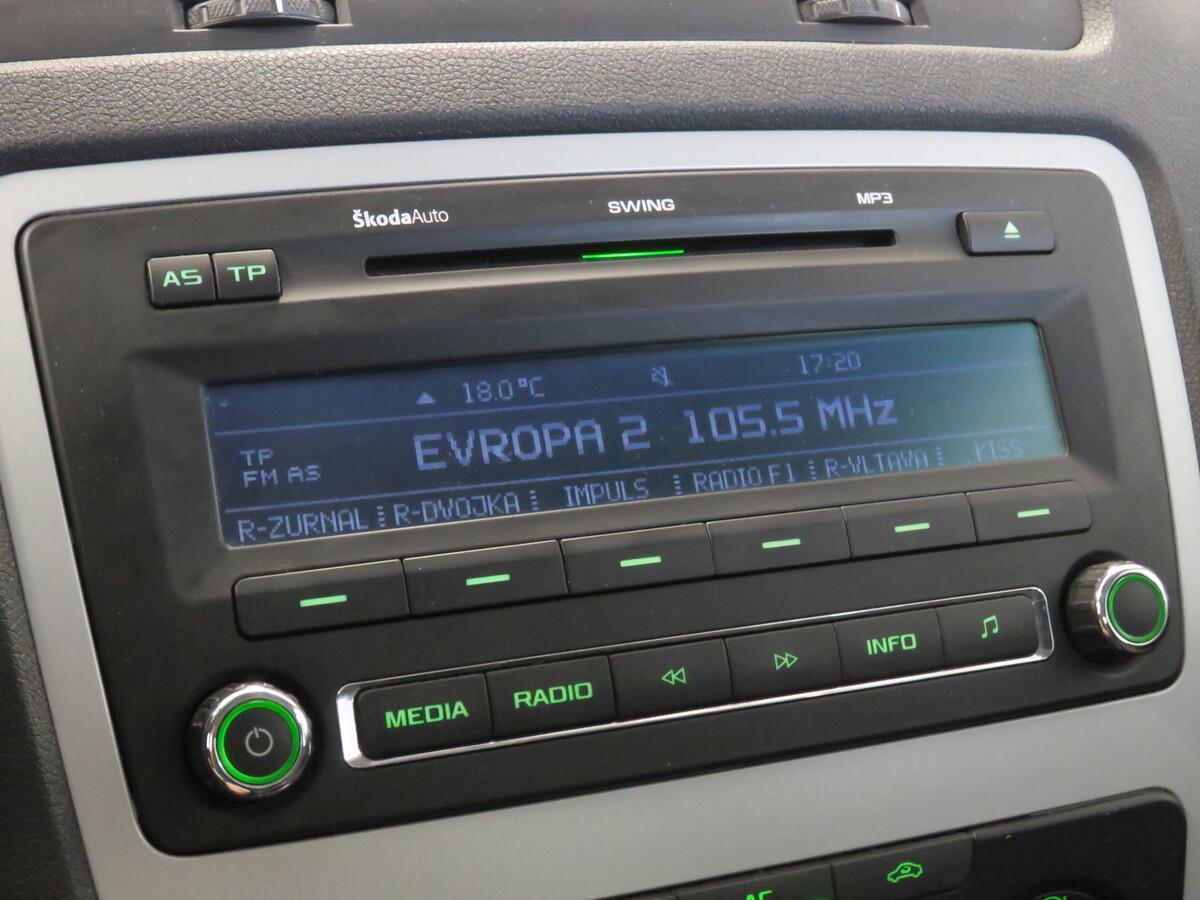 ŠkodaAuto SWING MP3
AS TP
18.0°C 17:20
TP
FM AS
EVROPA 2 105.5 MHz
R-ZURNAL R-DVOJKA IMPULS RADIO F1 R-VLTAVA KISS
MEDIA RADIO INFO
AF